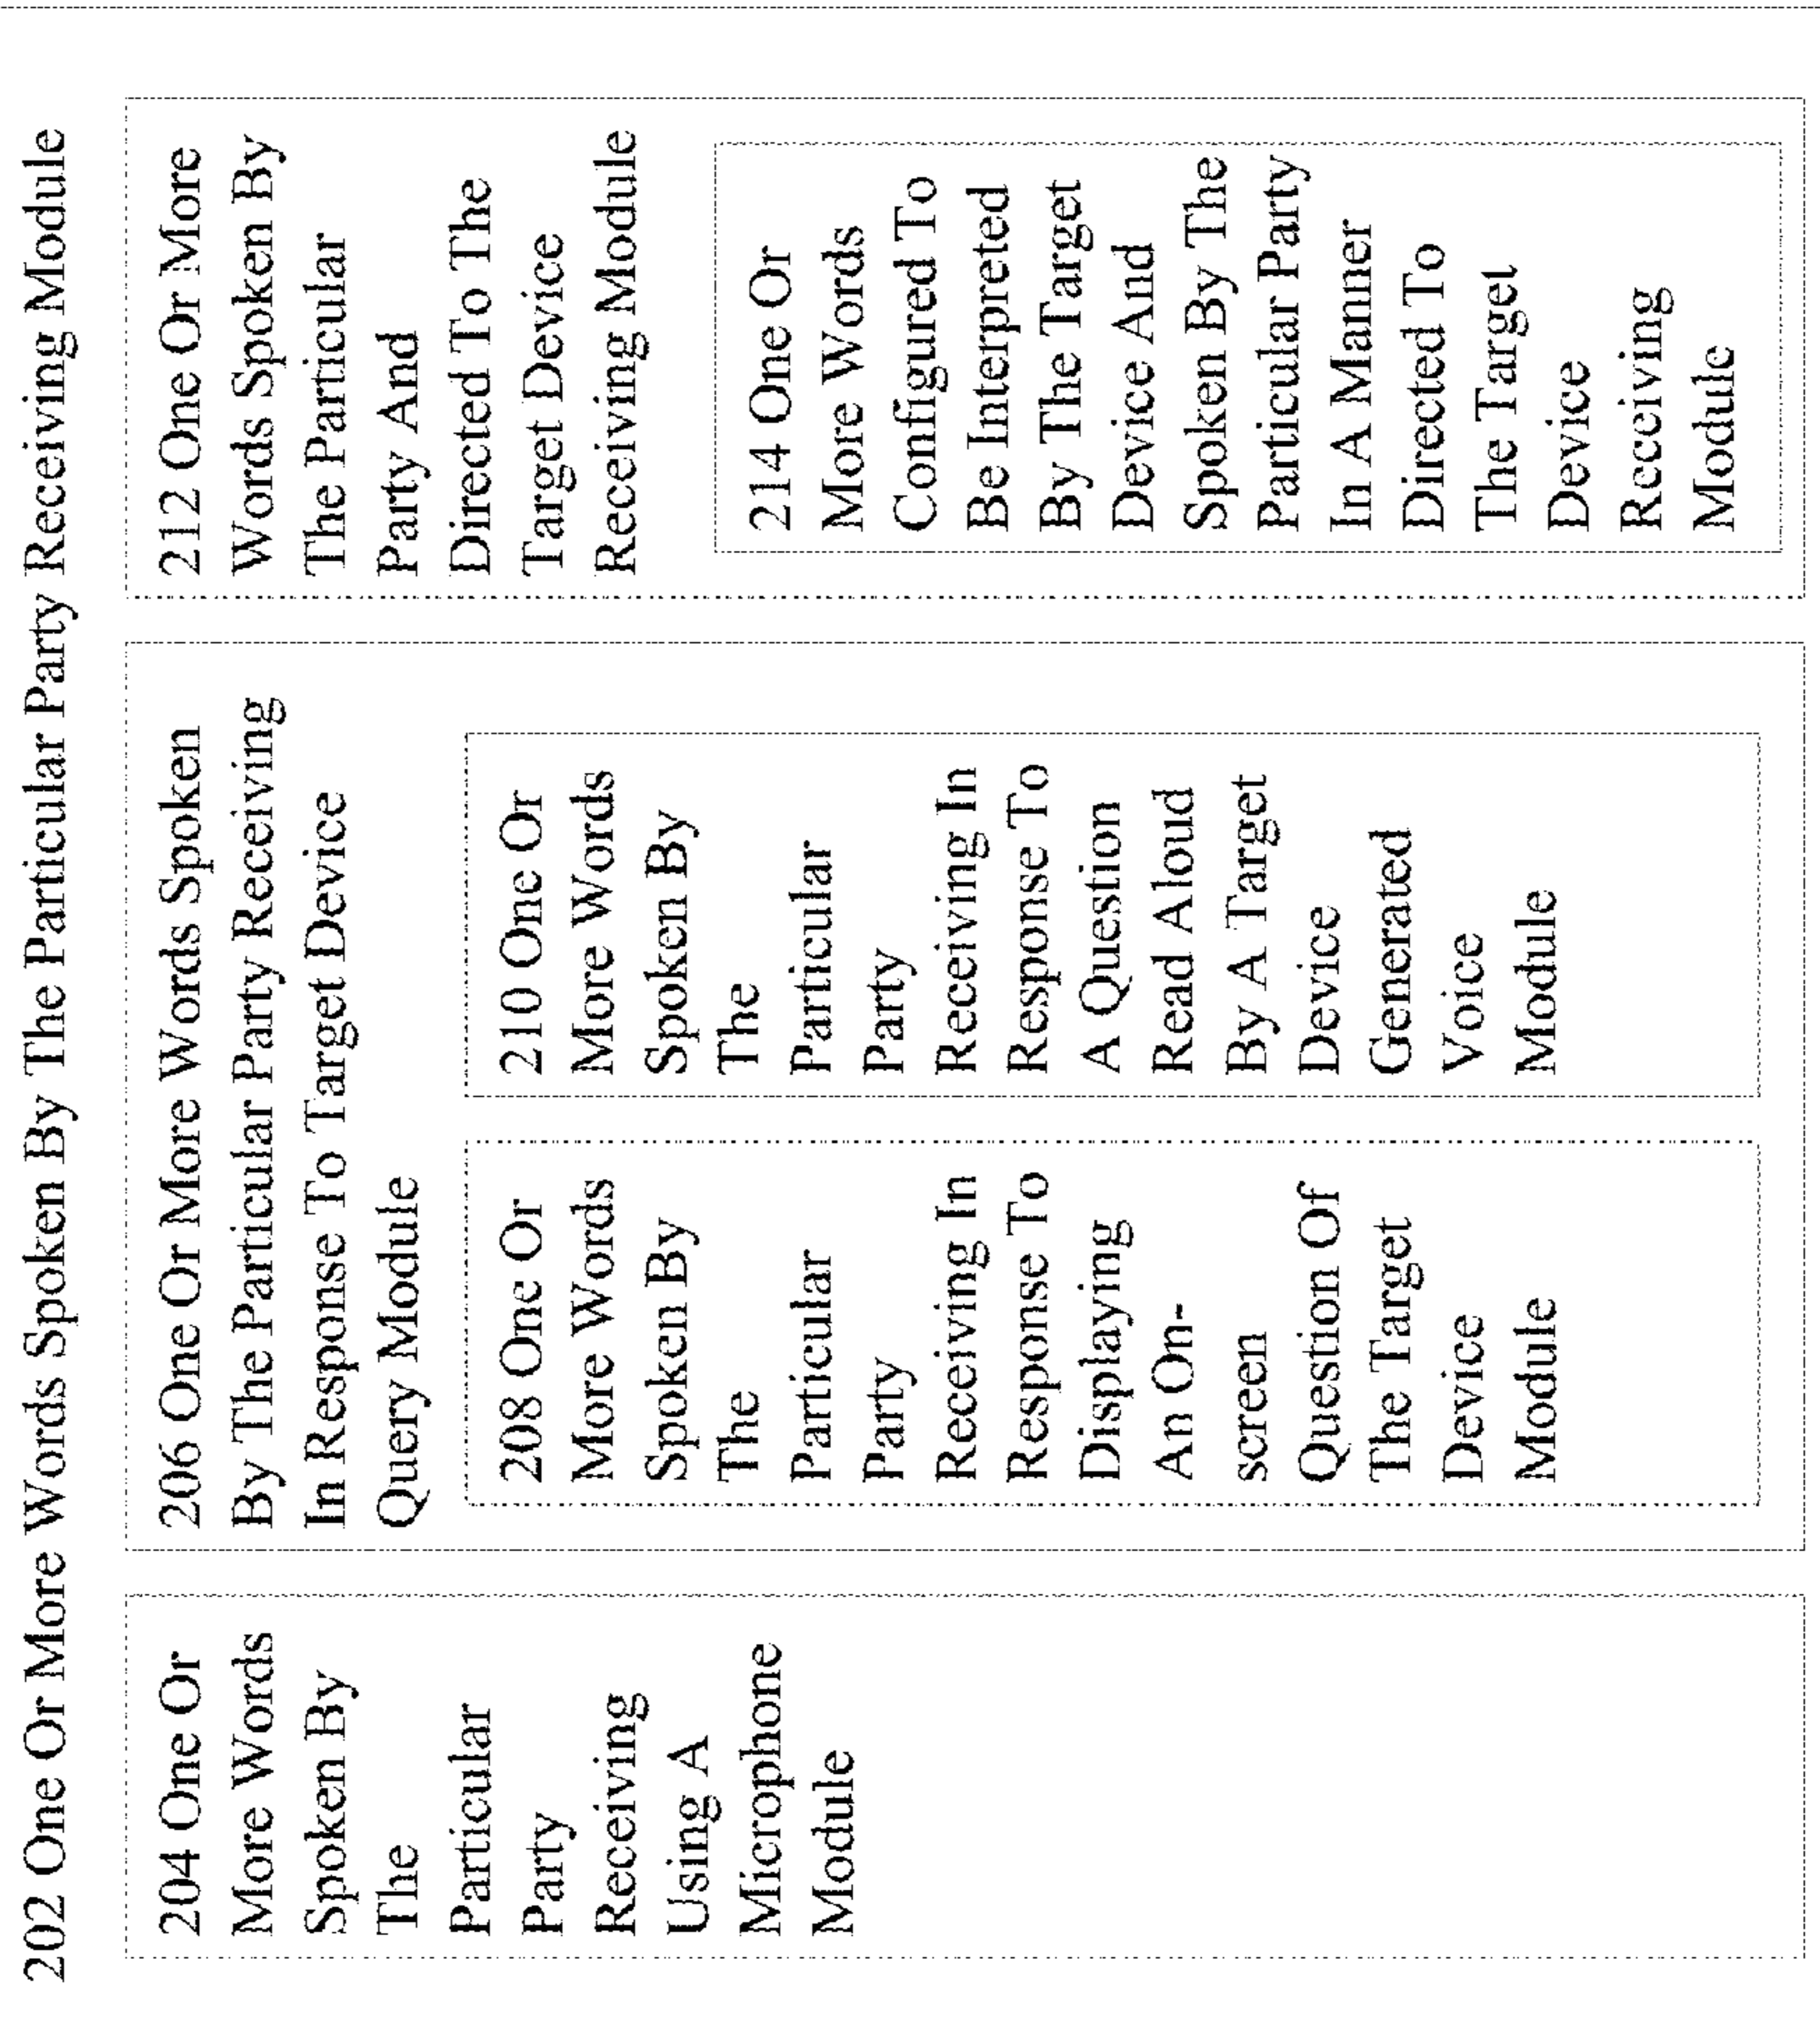 202 One Or More Words Spoken By The Particular Party Receiving Module
204 One Or
More Words
Spoken By
The
Particular
Party
Receiving
Using A
Microphone
Module
206 One Or More Words Spoken
By The Particular Party Receiving
In Response To Target Device
Query Module
208 One Or
More Words
Spoken By
The
Particular
Party
Receiving In
Response To
Displaying
An On-
screen
Question Of
The Target
Device
Module
210 One Or
More Words
Spoken By
The
Particular
Party
Receiving In
Response To
A Question
Read Aloud
By A Target
Device
Generated
Voice
Module
212 One Or More
Words Spoken By
The Particular
Party And
Directed To The
Target Device
Receiving Module
214 One Or
More Words
Configured To
Be Interpreted
By The Target
Device And
Spoken By The
Particular Party
In A Manner
Directed To
The Target
Device
Receiving
Module